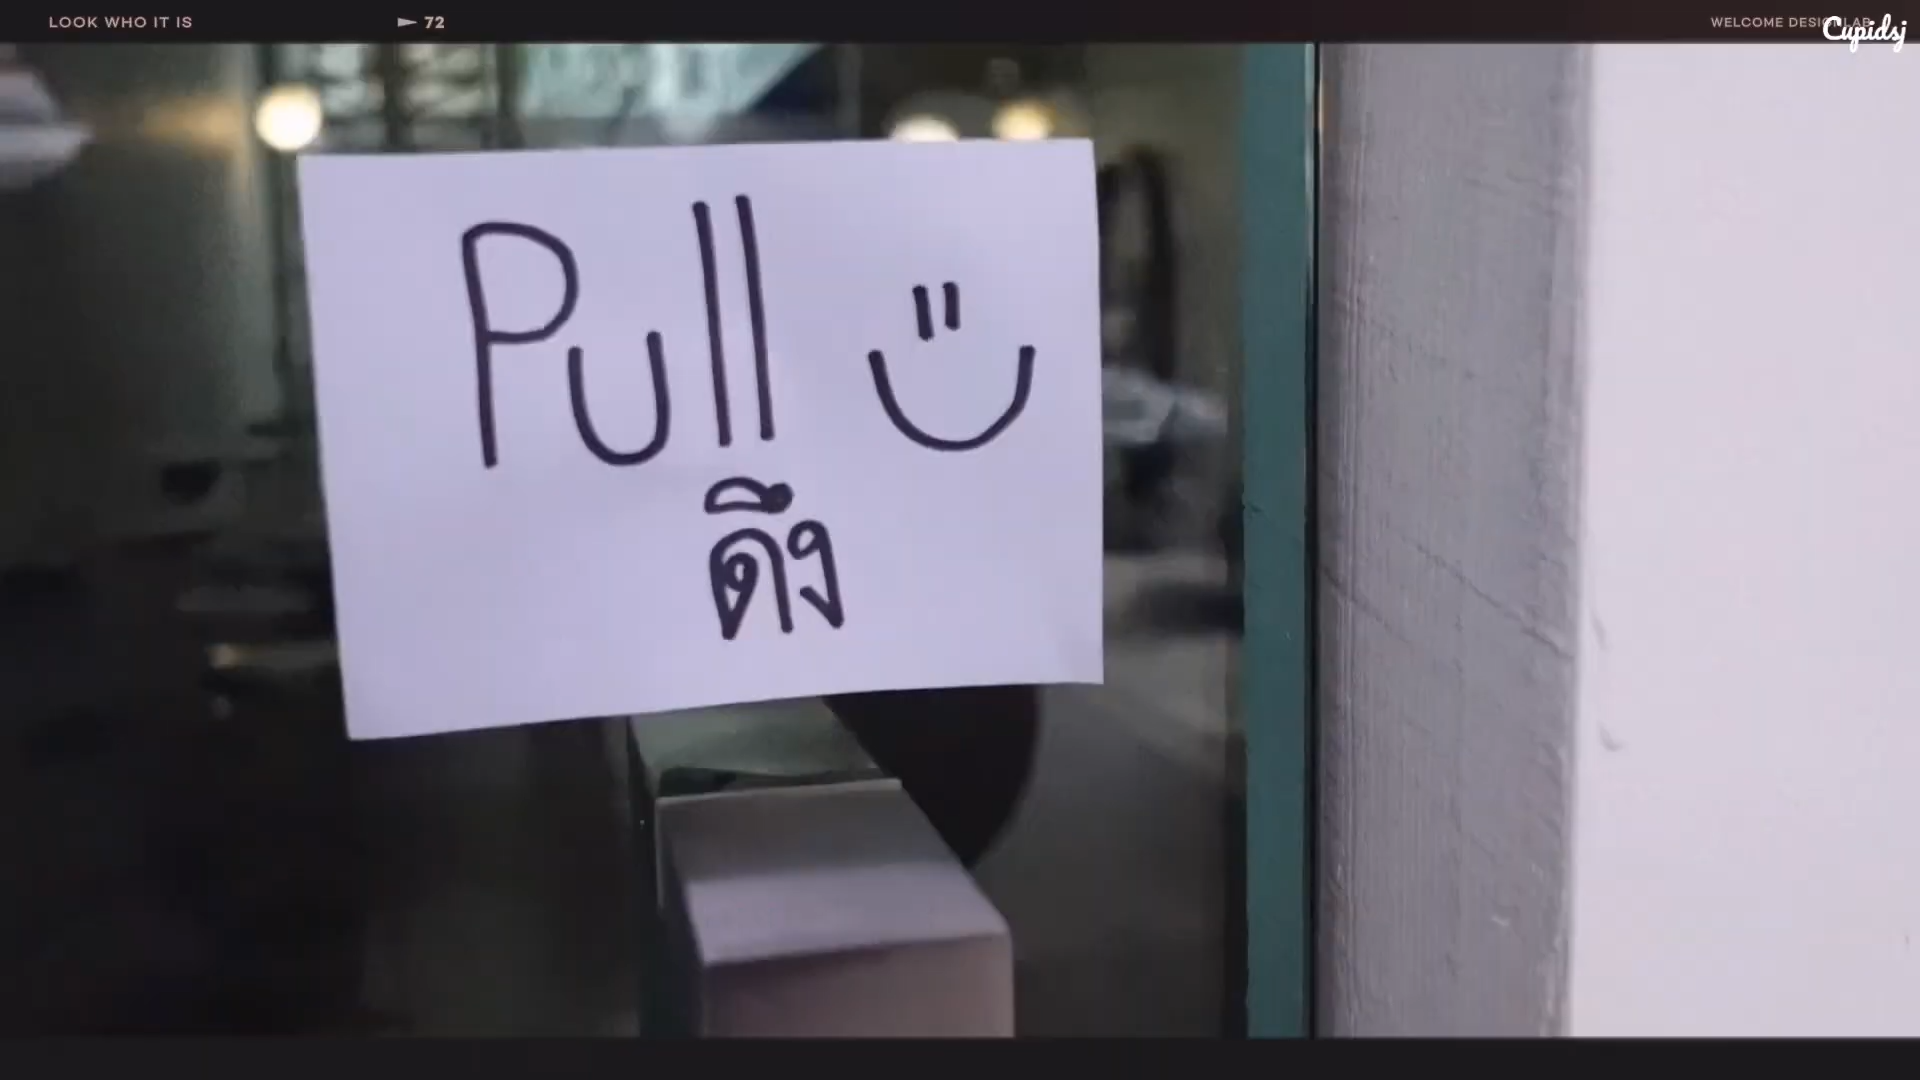 LOOK WHO IT IS
72
WELCOME DESIGN LAB
Cupidsj
Pull
ดึง